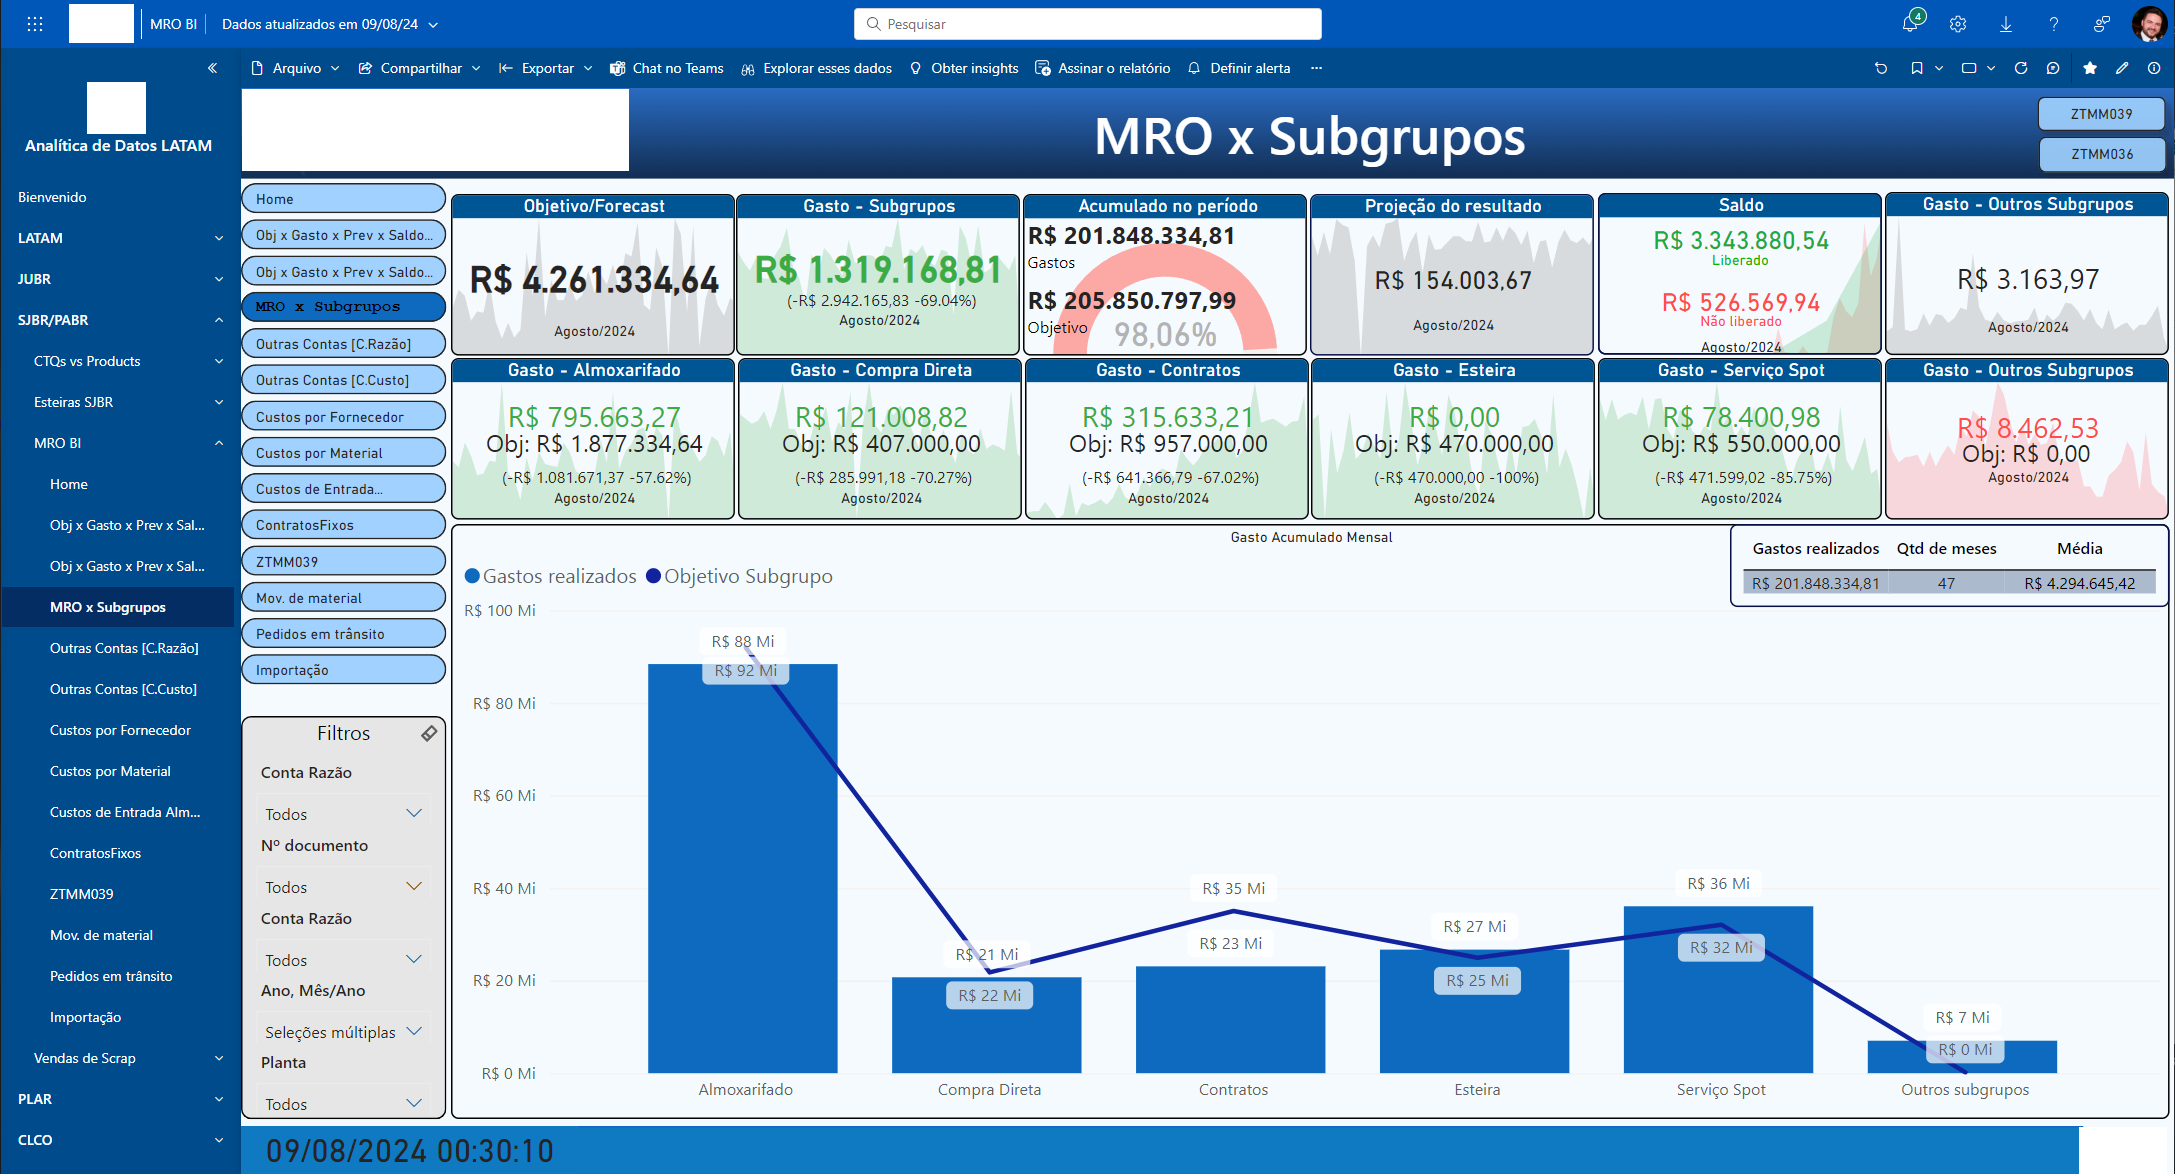 MRO BI
Dados atualizados em 09/08/24
Pesquisar
4
Arquivo
Compartilhar
Exportar
Chat no Teams
Explorar esses dados
Obter insights
Assinar o relatório
Definir alerta
Analítica de Datos LATAM
Bienvenido
LATAM
JUBR
SJBR/PABR
CTQs vs Products
Esteiras SJBR
MRO BI
Home
Obj x Gasto x Prev x Sal...
Obj x Gasto x Prev x Sal...
MRO x Subgrupos
Outras Contas [C.Razão]
Outras Contas [C.Custo]
Custos por Fornecedor
Custos por Material
Custos de Entrada Alm...
ContratosFixos
ZTMM039
Mov. de material
Pedidos em trânsito
Importação
Vendas de Scrap
PLAR
CLCO
MRO x Subgrupos
ZTMM039
ZTMM036
Home
Obj x Gasto x Prev x Saldo...
Obj x Gasto x Prev x Saldo...
MRO x Subgrupos
Outras Contas [C.Razão]
Outras Contas [C.Custo]
Custos por Fornecedor
Custos por Material
Custos de Entrada...
ContratosFixos
ZTMM039
Mov. de material
Pedidos em trânsito
Importação
Filtros
Conta Razão
Todos
Nº documento
Todos
Conta Razão
Todos
Ano, Mês/Ano
Seleções múltiplas
Planta
Todos
Objetivo/Forecast
R$ 4.261.334,64
Agosto/2024
Gasto - Subgrupos
R$ 1.319.168,81
(-R$ 2.942.165,83 -69.04%)
Agosto/2024
Acumulado no período
R$ 201.848.334,81
Gastos
R$ 205.850.797,99
Objetivo
98,06%
Projeção do resultado
R$ 154.003,67
Agosto/2024
Saldo
R$ 3.343.880,54
Liberado
R$ 526.569,94
Não liberado
Agosto/2024
Gasto - Outros Subgrupos
R$ 3.163,97
Agosto/2024
Gasto - Almoxarifado
R$ 795.663,27
Obj: R$ 1.877.334,64
(-R$ 1.081.671,37 -57.62%)
Agosto/2024
Gasto - Compra Direta
R$ 121.008,82
Obj: R$ 407.000,00
(-R$ 285.991,18 -70.27%)
Agosto/2024
Gasto - Contratos
R$ 315.633,21
Obj: R$ 957.000,00
(-R$ 641.366,79 -67.02%)
Agosto/2024
Gasto - Esteira
R$ 0,00
Obj: R$ 470.000,00
(-R$ 470.000,00 -100%)
Agosto/2024
Gasto - Serviço Spot
R$ 78.400,98
Obj: R$ 550.000,00
(-R$ 471.599,02 -85.75%)
Agosto/2024
Gasto - Outros Subgrupos
R$ 8.462,53
Obj: R$ 0,00
Agosto/2024
Gasto Acumulado Mensal
Gastos realizados Objetivo Subgrupo
Gastos realizados Qtd de meses Média
R$ 201.848.334,81 47 R$ 4.294.645,42
R$ 100 Mi
R$ 80 Mi
R$ 60 Mi
R$ 40 Mi
R$ 20 Mi
R$ 0 Mi
R$ 88 Mi
R$ 92 Mi
R$ 21 Mi
R$ 22 Mi
R$ 35 Mi
R$ 23 Mi
R$ 27 Mi
R$ 25 Mi
R$ 36 Mi
R$ 32 Mi
R$ 7 Mi
R$ 0 Mi
Almoxarifado
Compra Direta
Contratos
Esteira
Serviço Spot
Outros subgrupos
09/08/2024 00:30:10